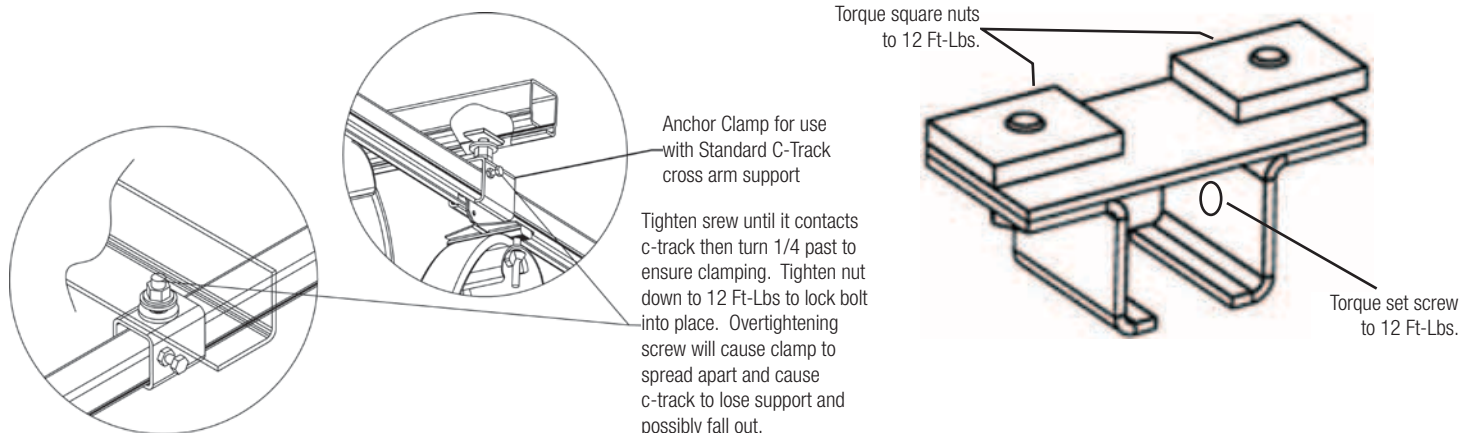 Anchor Clamp for use
with Standard C-Track
cross arm support
Tighten srew until it contacts
c-track then turn 1/4 past to
ensure clamping.  Tighten nut
down to 12 Ft-Lbs to lock bolt
into place.  Overtightening
screw will cause clamp to
spread apart and cause
c-track to lose support and
possibly fall out.
Torque square nuts
to 12 Ft-Lbs.
Torque set screw
to 12 Ft-Lbs.